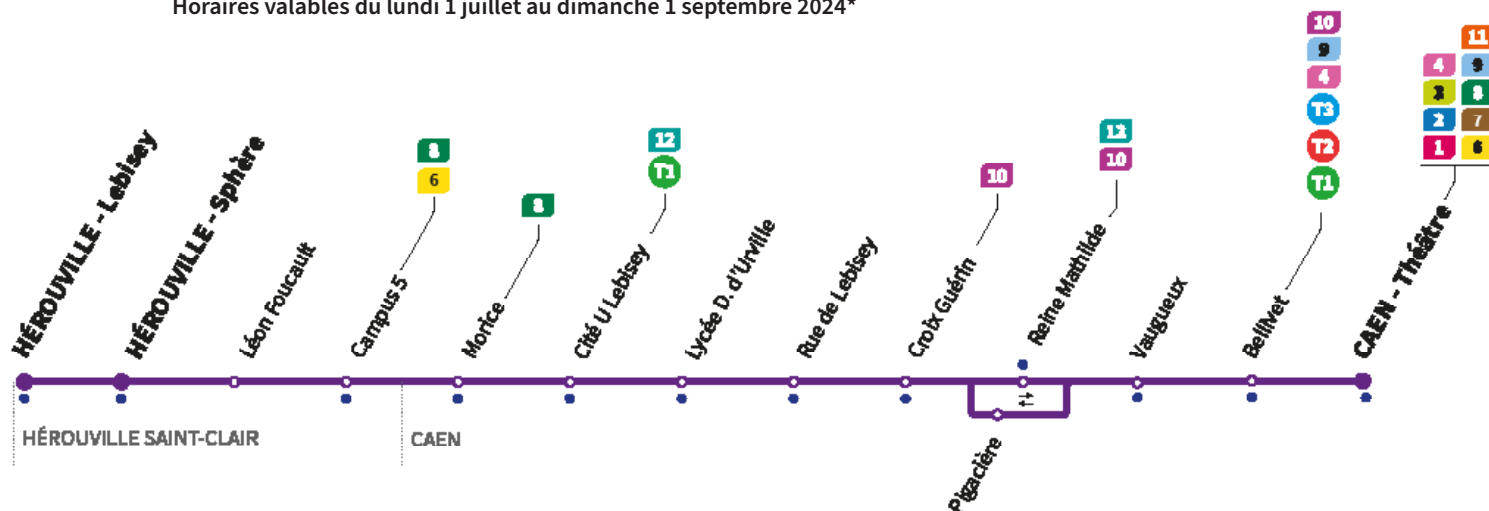 Horaires valables du lundi 1 juillet au dimanche 1 septembre 2024*
HÉROUVILLE - Lebisey
HÉROUVILLE - Sphère
Léon Foucault
8
6
Campus 5
8
Morice
12
T1
Cité U Lebisey
Lycée D. d'Urville
Rue de Lebisey
10
Croix Guérin
12
10
Reine Mathilde
Pigacière
Vaugueux
10
9
4
T3
T2
T1
Bellivet
11
4 9
3 8
2 7
1 6
CAEN - Théâtre
HÉROUVILLE SAINT-CLAIR
CAEN